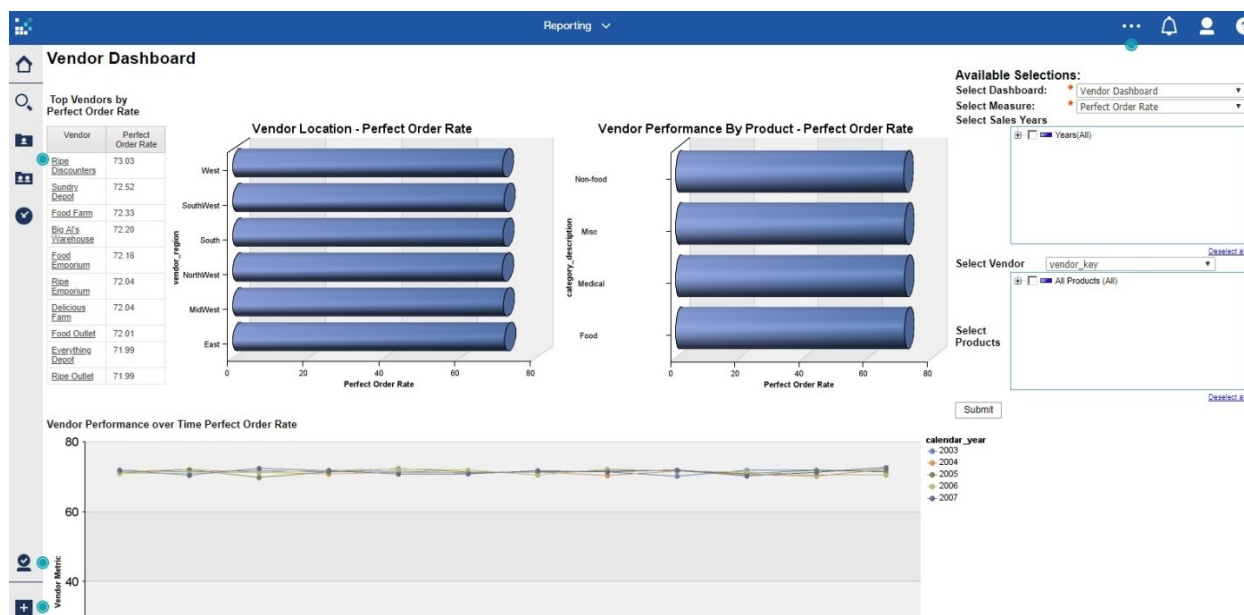 Reporting
Vendor Dashboard
Top Vendors by
Perfect Order Rate
Vendor
Perfect
Order Rate
Ripe
Discounters
73.03
Sundry
Depot
72.52
Food Farm
72.33
Big Al's
Warehouse
72.20
Food
Emporium
72.16
Ripe
Emporium
72.04
Delicious
Farm
72.04
Food Outlet
72.01
Everything
Depot
71.99
Ripe Outlet
71.99
Vendor Location - Perfect Order Rate
vendor_region
West
SouthWest
South
NorthWest
MidWest
East
0 20 40 60 80
Perfect Order Rate
Vendor Performance By Product - Perfect Order Rate
category_description
Non-food
Misc
Medical
Food
0 20 40 60 80
Perfect Order Rate
Available Selections:
Select Dashboard: * Vendor Dashboard
Select Measure: * Perfect Order Rate
Select Sales Years
Years(All)
Deselect al
Select Vendor vendor_key
All Products (All)
Select
Products
Deselect al
Submit
Vendor Performance over Time Perfect Order Rate
Vendor Metric
80
60
40
calendar_year
2003
2004
2005
2006
2007